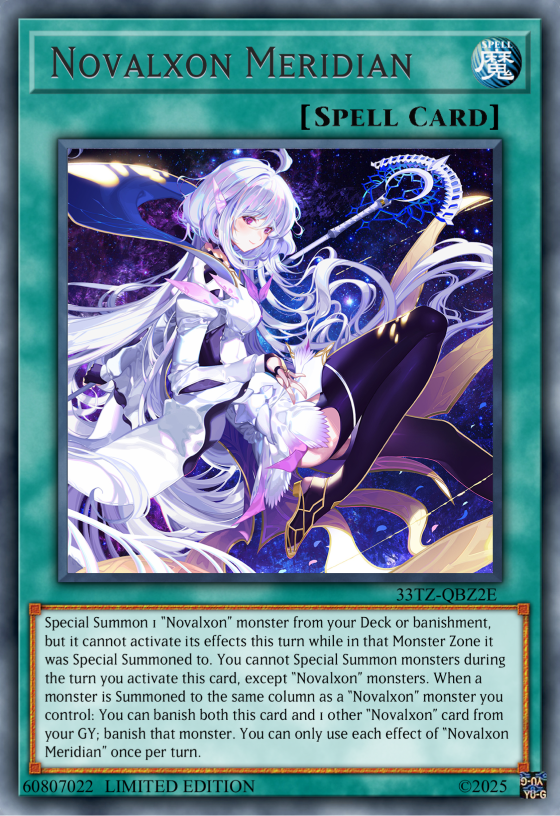 NOVALXON MERIDIAN
SPELL
魔
[SPELL CARD]
33TZ-QBZ2E
Special Summon 1 "Novalxon" monster from your Deck or banishment,
but it cannot activate its effects this turn while in that Monster Zone it
was Special Summoned to. You cannot Special Summon monsters during
the turn you activate this card, except "Novalxon" monsters. When a
monster is Summoned to the same column as a "Novalxon" monster you
control: You can banish both this card and 1 other "Novalxon" card from
your GY; banish that monster. You can only use each effect of "Novalxon
Meridian" once per turn.
60807022 LIMITED EDITION
©2025
YU-G
YU-G